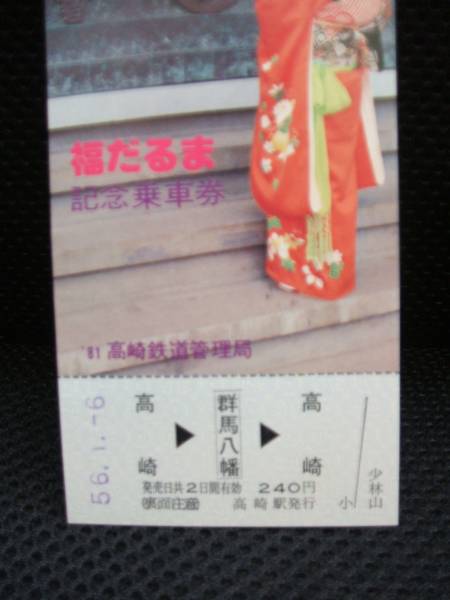 福だるま
記念乗車券
'81 高崎鉄道管理局
56.1.-6
高崎 ▶ 群馬八幡 ▶ 高崎
小
少林山
発売日共2日間有効 240円
高崎駅発行